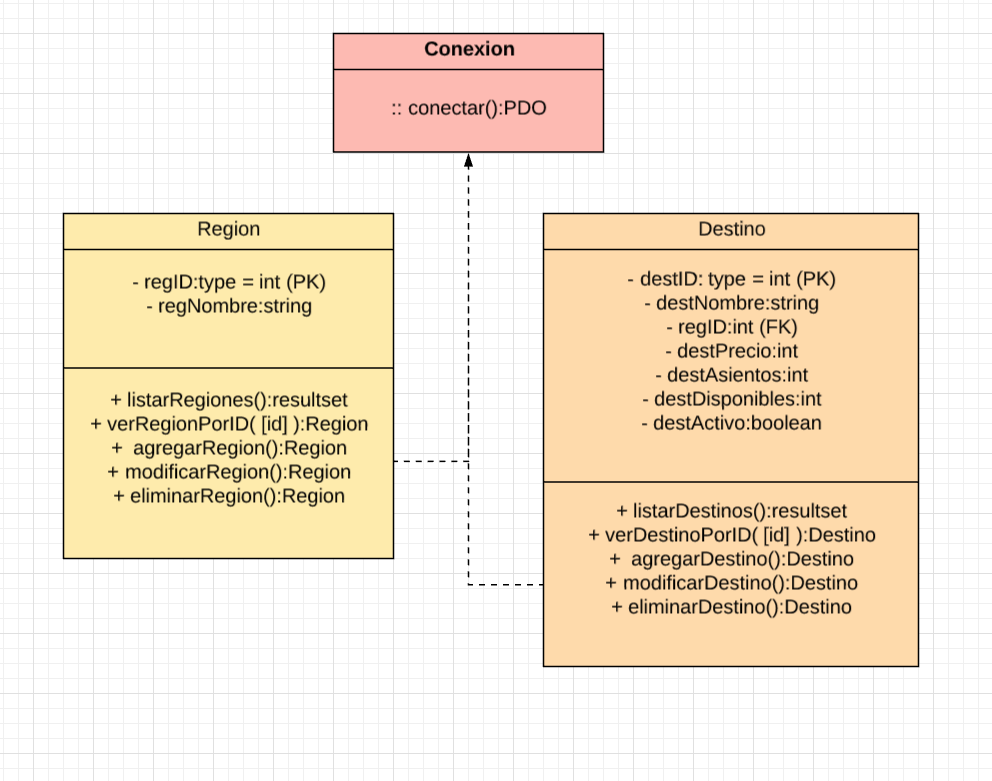 Conexion
:: conectar():PDO
Region
- regID:type = int (PK)
- regNombre:string
+ listarRegiones():resultset
+ verRegionPorID( [id] ):Region
+ agregarRegion():Region
+ modificarRegion():Region
+ eliminarRegion():Region
Destino
- destID: type = int (PK)
- destNombre:string
- regID:int (FK)
- destPrecio:int
- destAsientos:int
- destDisponibles:int
- destActivo:boolean
+ listarDestinos():resultset
+ verDestinoPorID( [id] ):Destino
+ agregarDestino():Destino
+ modificarDestino():Destino
+ eliminarDestino():Destino